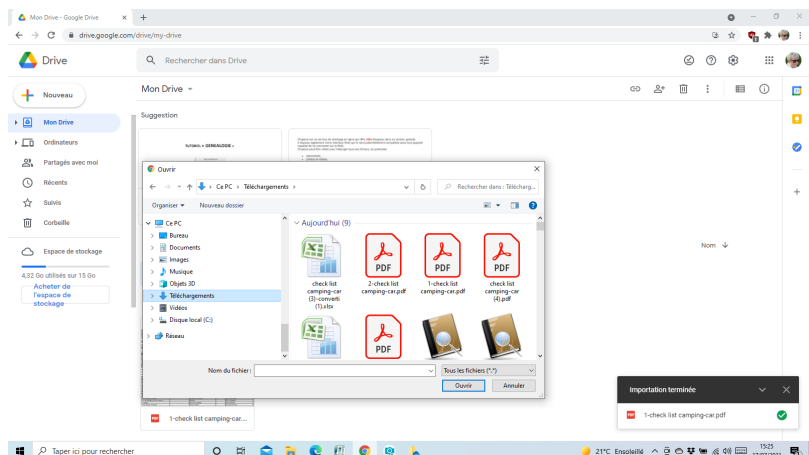 Mon Drive - Google Drive
drive.google.com/drive/my-drive
Drive
Rechercher dans Drive
Nouveau
Mon Drive
Mon Drive
Ordinateurs
Partagés avec moi
Récents
Suivis
Corbeille
Espace de stockage
4,32 Go utilisés sur 15 Go
Acheter de
l'espace de
stockage
Suggestion
TUTORIEL « GENEALOGIE »
Nom
Ouvrir
Ce PC > Téléchargements >
Rechercher dans : Télécharg...
Organiser
Nouveau dossier
Ce PC
Bureau
Documents
Images
Musique
Objets 3D
Téléchargements
Vidéos
Disque local (C:)
Réseau
Aujourd'hui (9)
check list
camping-car
(3)-converti
(1).xlsx
PDF
2-check list
camping-car.pdf
PDF
1-check list
camping-car.pdf
PDF
check list
camping-car
(4).pdf
PDF
Nom du fichier :
Tous les fichiers (*.*)
Ouvrir
Annuler
1-check list camping-car....
Importation terminée
1-check list camping-car.pdf
Taper ici pour rechercher
21°C Ensoleillé
15:25